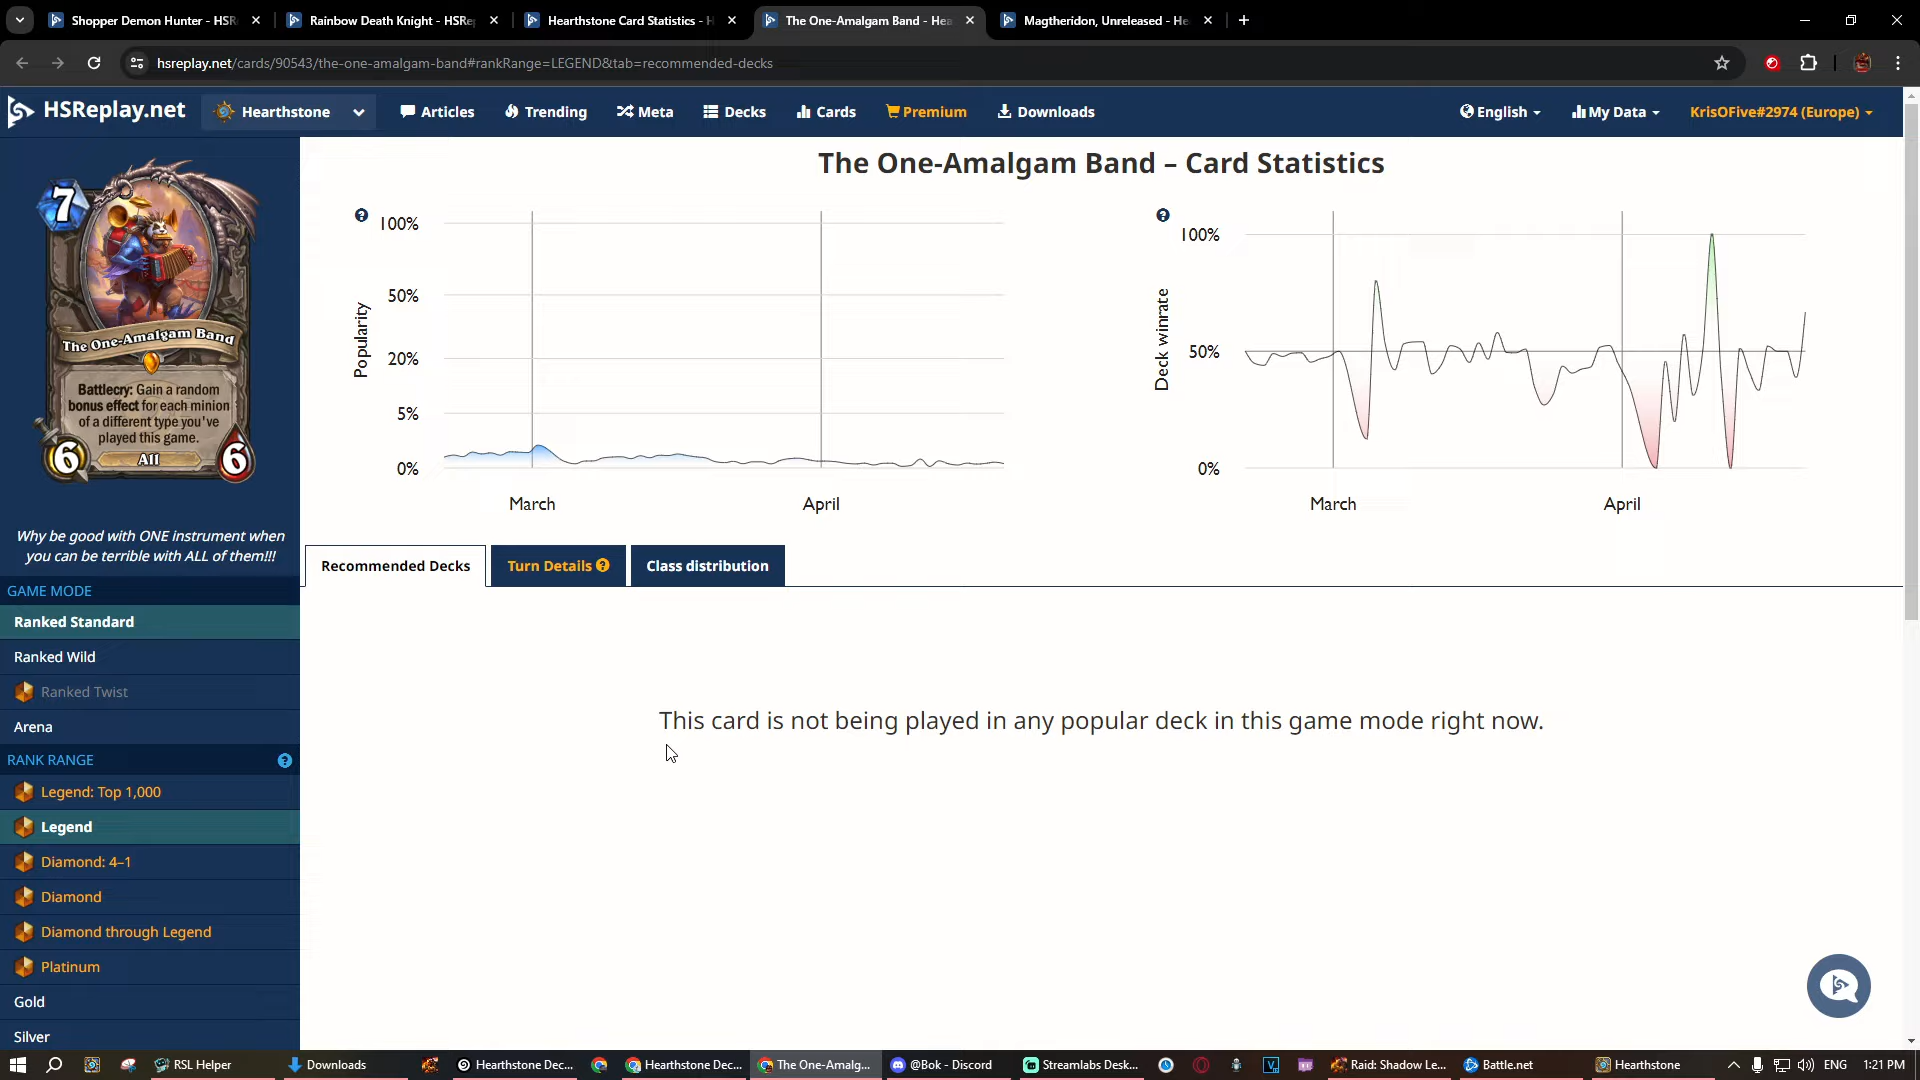 Shopper Demon Hunter - HSR
Rainbow Death Knight - HSRe
Hearthstone Card Statistics - H
The One-Amalgam Band - Hea
Magtheridon, Unreleased - He
hsreplay.net/cards/90543/the-one-amalgam-band#rankRange=LEGEND&tab=recommended-decks
HSReplay.net
Hearthstone
Articles
Trending
Meta
Decks
Cards
Premium
Downloads
English
My Data
KrisOFive#2974 (Europe)
7
The One-Amalgam Band
Battlecry: Gain a random
bonus effect for each minion
of a different type you've
played this game.
6
All
6
Why be good with ONE instrument when
you can be terrible with ALL of them!!!
GAME MODE
Ranked Standard
Ranked Wild
Ranked Twist
Arena
RANK RANGE
?
Legend: Top 1,000
Legend
Diamond: 4–1
Diamond
Diamond through Legend
Platinum
Gold
Silver
The One-Amalgam Band – Card Statistics
?
Popularity
100%
50%
20%
5%
0%
March
April
?
Deck winrate
100%
50%
0%
March
April
Recommended Decks
Turn Details ?
Class distribution
This card is not being played in any popular deck in this game mode right now.
RSL Helper
Downloads
Hearthstone Dec...
Hearthstone Dec...
The One-Amalg...
@Bok - Discord
Streamlabs Desk...
Raid: Shadow Le...
Battle.net
Hearthstone
ENG
1:21 PM